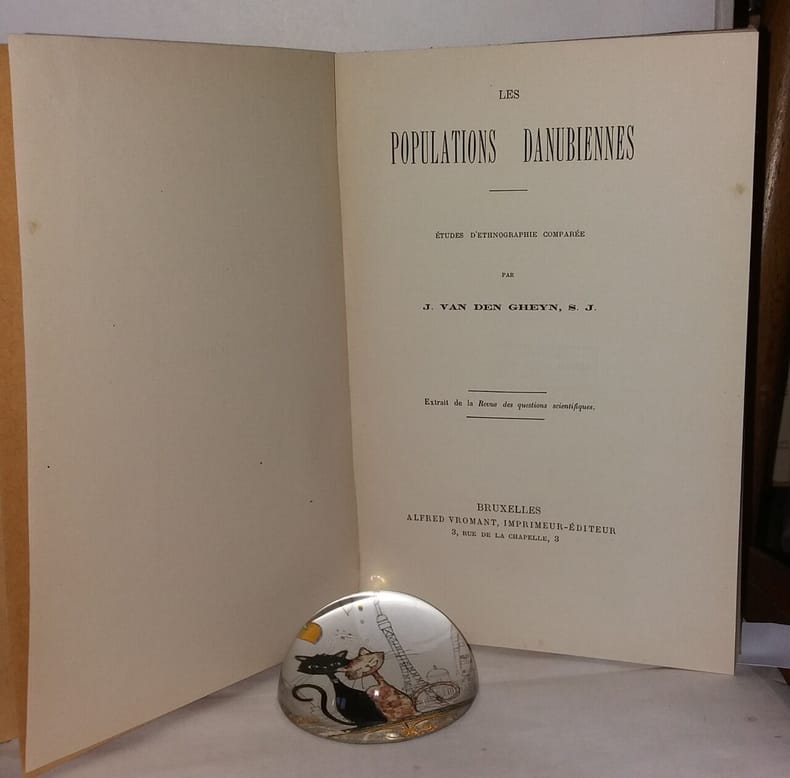 LES
POPULATIONS DANUBIENNES
ÉTUDES D'ETHNOGRAPHIE COMPARÉE
PAR
J. VAN DEN GHEYN, S. J.
Extrait de la Revue des questions scientifiques.
BRUXELLES
ALFRED VROMANT, IMPRIMEUR-ÉDITEUR
3, RUE DE LA CHAPELLE, 3